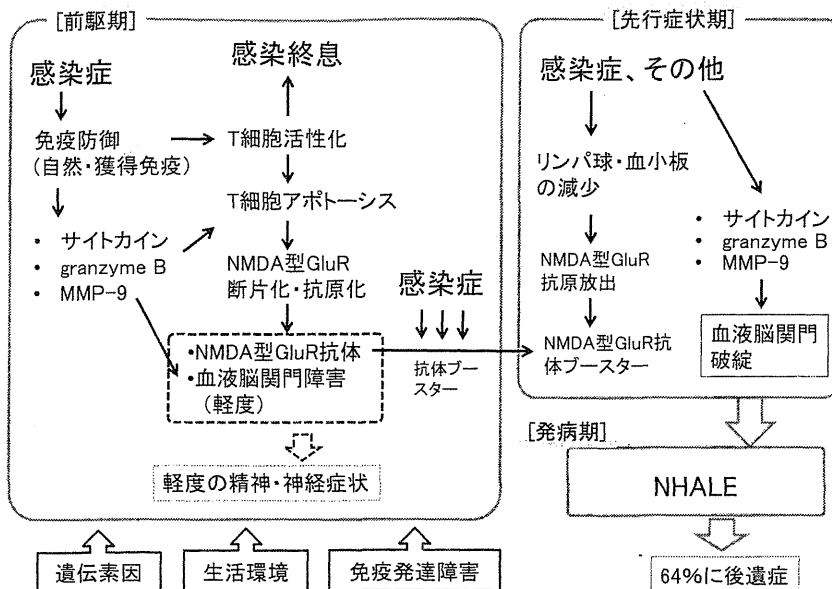 [前駆期]
感染症
免疫防御
(自然・獲得免疫)
• サイトカイン
• granzyme B
• MMP-9
感染終息
T細胞活性化
T細胞アポトーシス
NMDA型GluR
断片化・抗原化
•NMDA型GluR抗体
•血液脳関門障害
(軽度)
軽度の精神・神経症状
感染症
抗体ブー
スター
遺伝素因
生活環境
免疫発達障害
[先行症状期]
感染症、その他
リンパ球・血小板
の減少
NMDA型GluR
抗原放出
NMDA型GluR抗
体ブースター
• サイトカイン
• granzyme B
• MMP-9
血液脳関門
破綻
[発病期]
NHALE
64%に後遺症